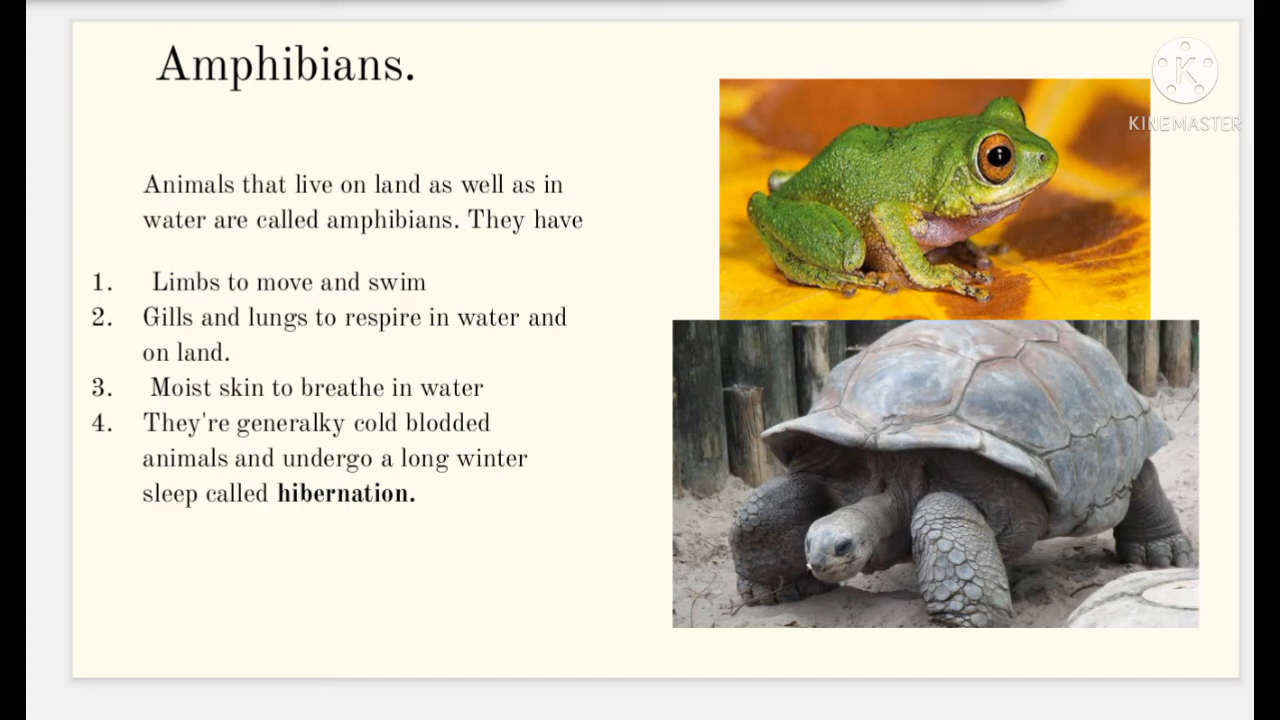 Amphibians.
KINEMASTER
Animals that live on land as well as in
water are called amphibians. They have
1. Limbs to move and swim
2. Gills and lungs to respire in water and
on land.
3. Moist skin to breathe in water
4. They're generalky cold blodded
animals and undergo a long winter
sleep called hibernation.